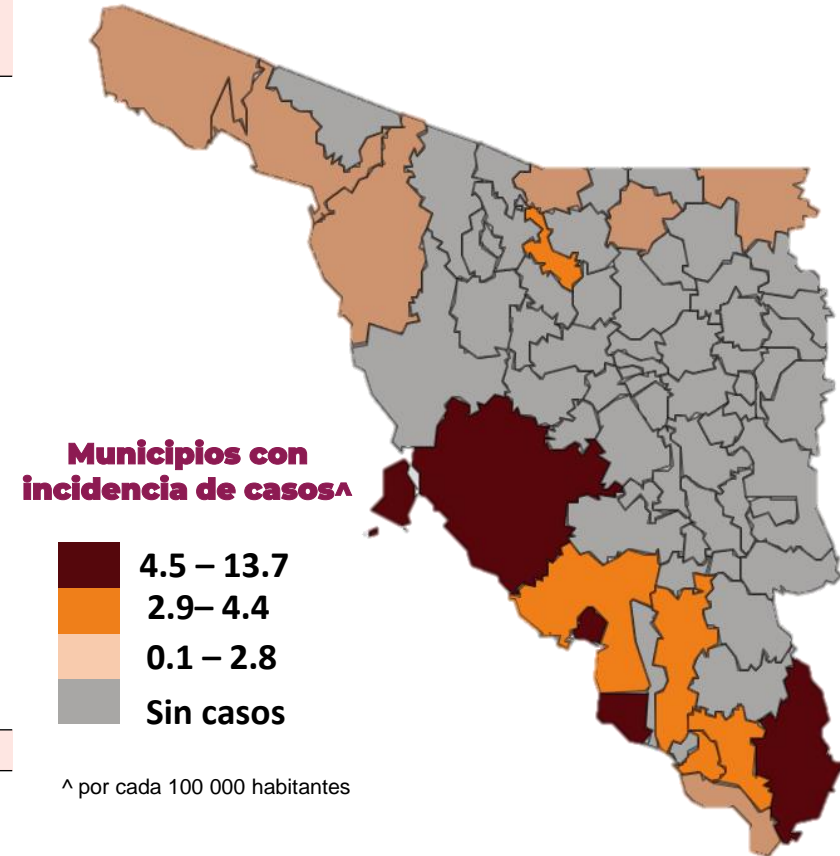 Municipios con
incidencia de casos^
4.5 – 13.7
2.9– 4.4
0.1 – 2.8
Sin casos
^ por cada 100 000 habitantes